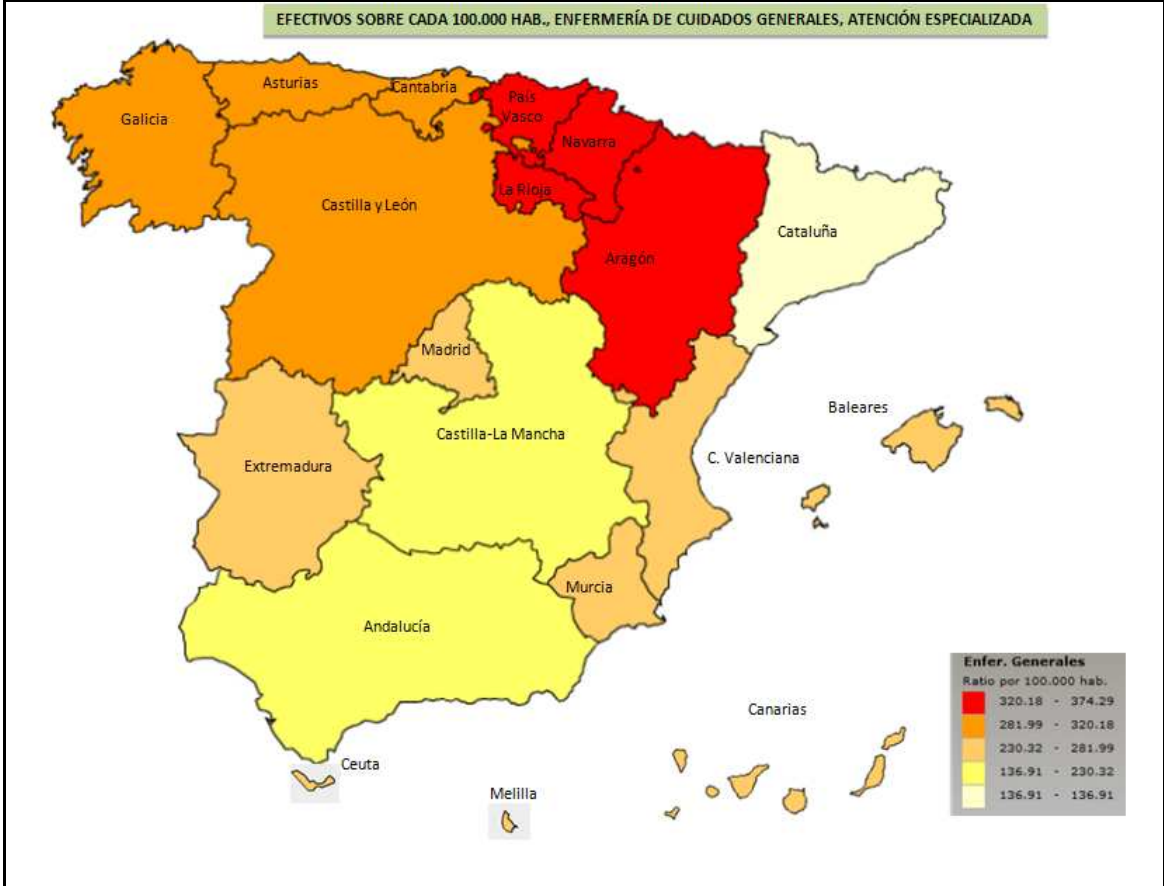 EFECTIVOS SOBRE CADA 100.000 HAB., ENFERMERÍA DE CUIDADOS GENERALES, ATENCIÓN ESPECIALIZADA
Asturias
Cantabria
País
Vasco
Galicia
Navarra
La Rioja
Castilla y León
Cataluña
Aragón
Madrid
Baleares
Castilla-La Mancha
C. Valenciana
Extremadura
Murcia
Andalucía
Enfer. Generales
Ratio por 100.000 hab.
320.18 - 374.29
281.99 - 320.18
230.32 - 281.99
136.91 - 230.32
136.91 - 136.91
Canarias
Ceuta
Melilla